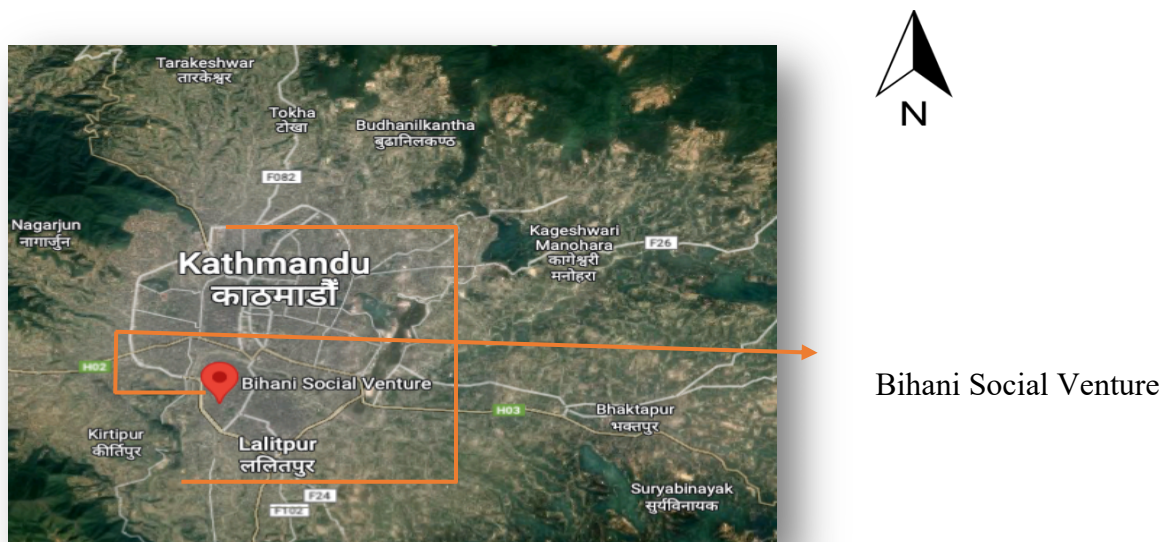 Tarakeshwar
तारकेश्वर
Tokha
टोखा
Budhanilkantha
बुढानिलकण्ठ
N
F082
Nagarjun
नागार्जुन
Kageshwari
Manohara
कागेश्वरी
मनोहरा
F26
Kathmandu
काठमाडौँ
H02
Bihani Social Venture
Bihani Social Venture
H03
Bhaktapur
भक्तपुर
Kirtipur
कीर्तिपुर
Lalitpur
ललितपुर
F24
F102
Suryabinayak
सुर्यविनायक